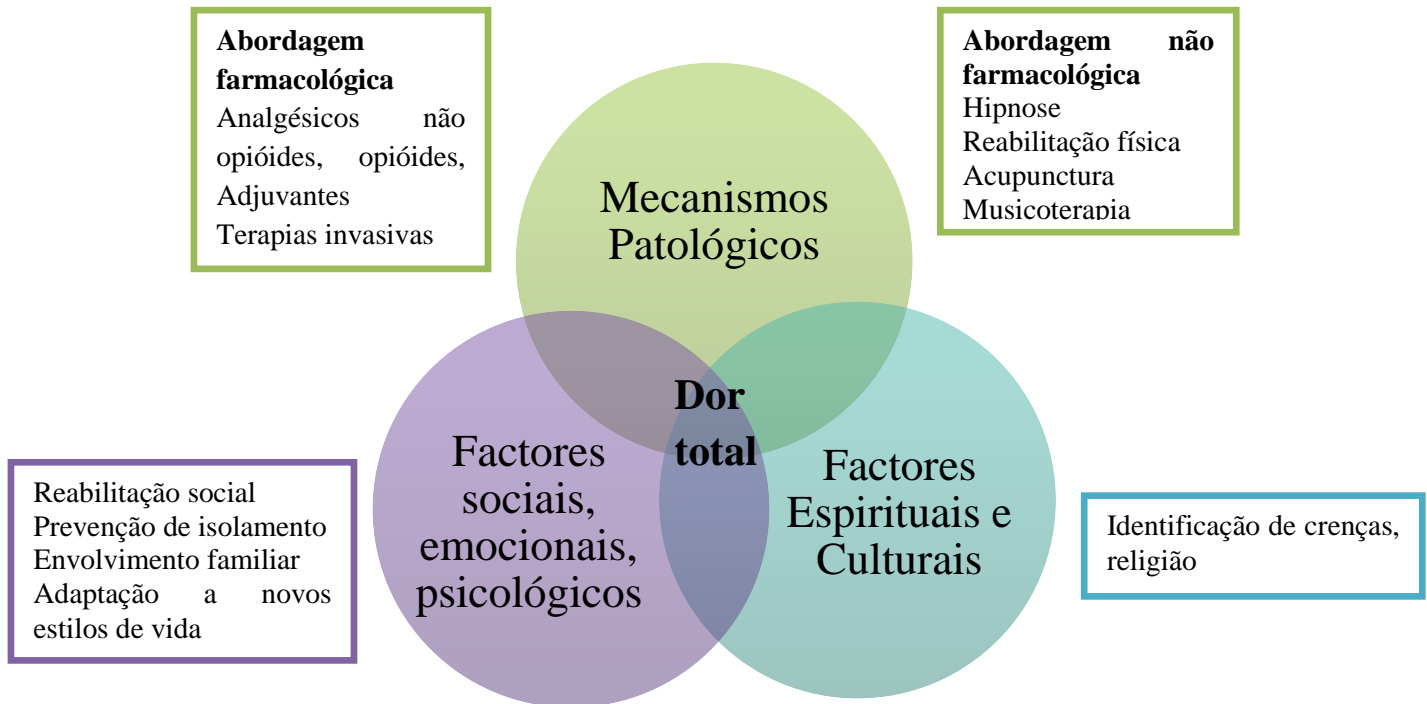 Abordagem
farmacológica
Analgésicos não
opióides, opióides,
Adjuvantes
Terapias invasivas
Abordagem não
farmacológica
Hipnose
Reabilitação física
Acupunctura
Musicoterapia
Mecanismos
Patológicos
Dor
total
Factores
sociais,
emocionais,
psicológicos
Factores
Espirituais e
Culturais
Reabilitação social
Prevenção de isolamento
Envolvimento familiar
Adaptação a novos
estilos de vida
Identificação de crenças,
religião